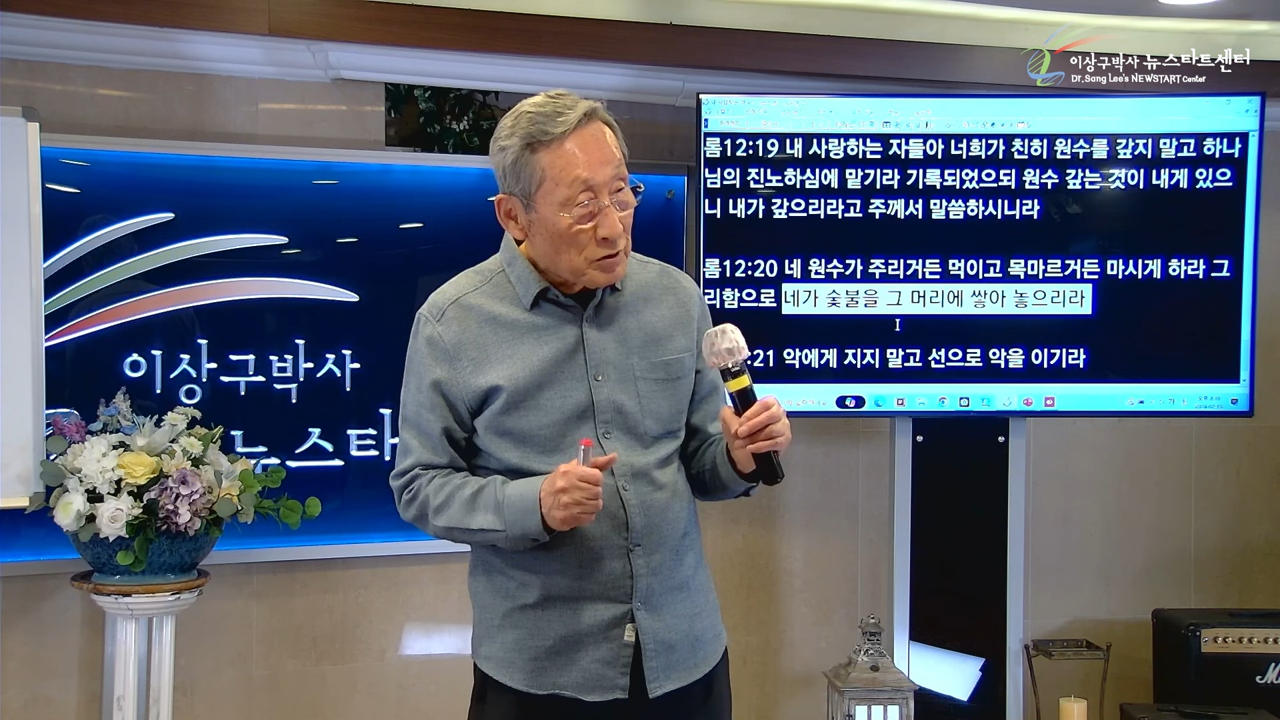 이상구박사 뉴스타트센터
Dr. Sang Lee's NEWSTART Center
롬12:19 내 사랑하는 자들아 너희가 친히 원수를 갚지 말고 하나
님의 진노하심에 맡기라 기록되었으되 원수 갚는 것이 내게 있으
니 내가 갚으리라고 주께서 말씀하시니라
롬12:20 네 원수가 주리거든 먹이고 목마르거든 마시게 하라 그
리함으로 네가 숯불을 그 머리에 쌓아 놓으리라
:21 악에게 지지 말고 선으로 악을 이기라
이상구박사
뉴스타